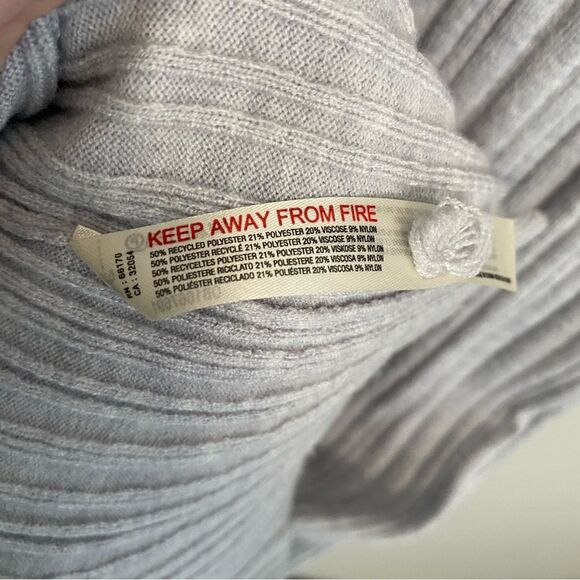 KEEP AWAY FROM FIRE
50% RECYCLED POLYESTER 21% POLYESTER 20% VISCOSE 9% NYLON
50% POLYESTER RECYCLÉ 21% POLYESTER 20% VISCOSE 9% NYLON
50% RECYCELTES POLYESTER 21% POLYESTER 20% VISKOSE 9% NYLON
50% POLIESTERE RICICLATO 21% POLIESTERE 20% VISCOSA 9% NYLON
50% POLIÉSTER RECICLADO 21% POLIÉSTER 20% VISCOSA 9% NYLON
RN : 66170
CA : 32054